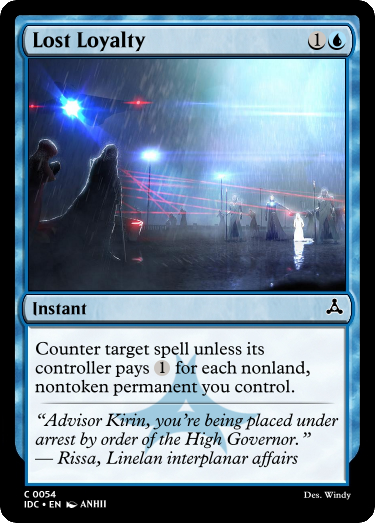 Lost Loyalty 1
Instant
Counter target spell unless its
controller pays 1 for each nonland,
nontoken permanent you control.
“Advisor Kirin, you’re being placed under
arrest by order of the High Governor.”
— Rissa, Linelan interplanar affairs
C 0054
IDC • EN ANHII
Des. Windy